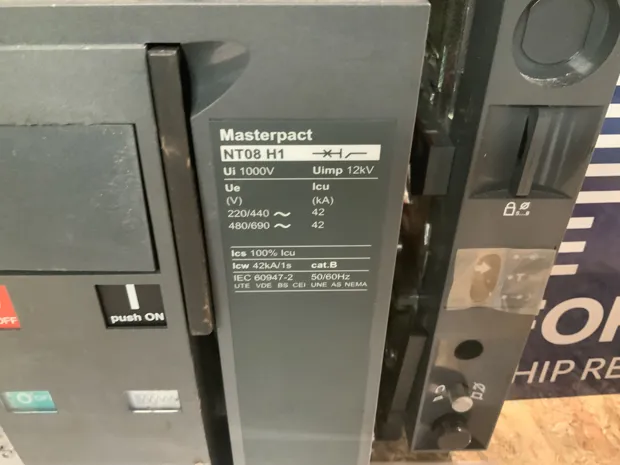 Masterpact
NT08 H1
Ui 1000V Uimp 12kV
Ue Icu
(V) (kA)
220/440 ~ 42
480/690 ~ 42
Ics 100% Icu
Icw 42kA/1s cat.B
IEC 60947-2 50/60Hz
UTE VDE BS CEI UNE AS NEMA
OFF
push ON
HIP RE